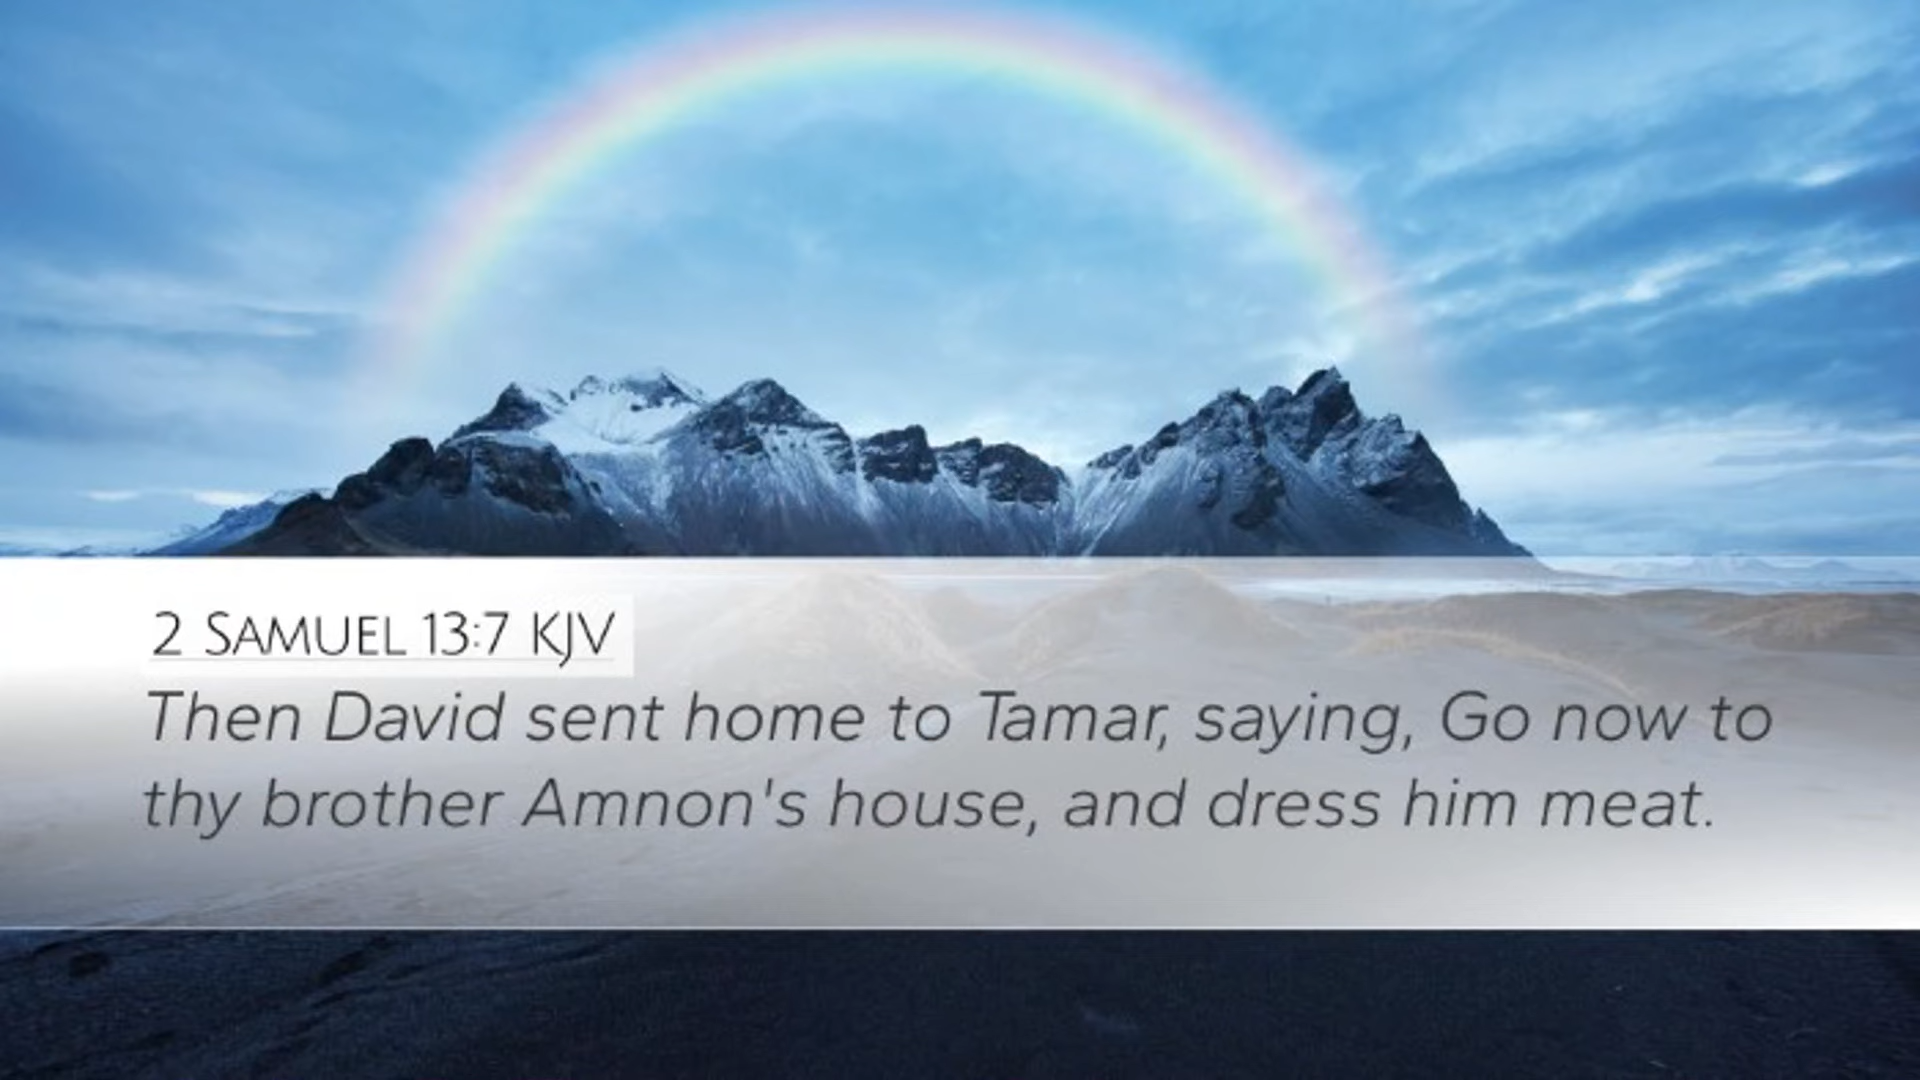 2 SAMUEL 13:7 KJV
Then David sent home to Tamar, saying, Go now to
thy brother Amnon's house, and dress him meat.